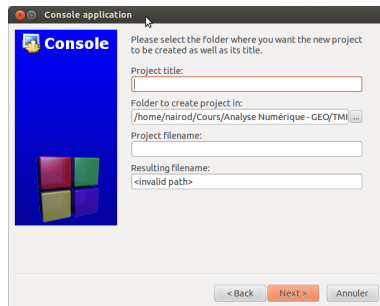 Console application
Console
Please select the folder where you want the new project
to be created as well as its title.
Project title:
Folder to create project in:
/home/nairod/Cours/Analyse Numérique - GEO/TMI
...
Project filename:
Resulting filename:
<invalid path>
< Back
Next >
Annuler